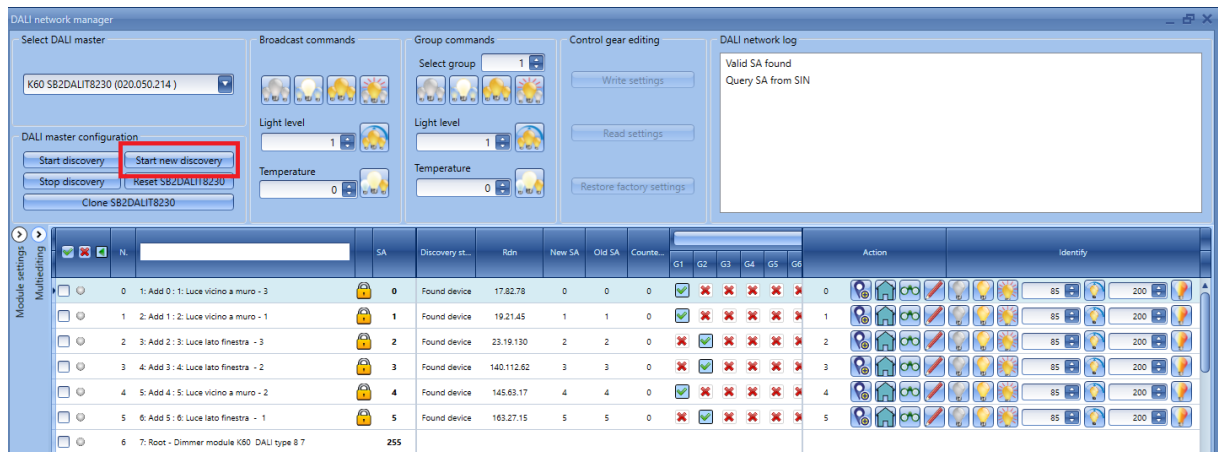 DALI network manager
Select DALI master
K60 SB2DALIT8230 (020.050.214 )
DALI master configuration
Start discovery
Start new discovery
Stop discovery
Reset SB2DALIT8230
Clone SB2DALIT8230
Broadcast commands
Light level
1
Temperature
0
Group commands
Select group 1
Light level
1
Temperature
0
Control gear editing
Write settings
Read settings
Restore factory settings
DALI network log
Valid SA found
Query SA from SIN
Module settings
Multiediting
N. SA Discovery st... Rdn New SA Old SA Counte... G1 G2 G3 G4 G5 G6 Action Identify
0 1: Add 0 : 1: Luce vicino a muro - 3 0 Found device 17.82.78 0 0 0 0 85 200
1 2: Add 1 : 2: Luce vicino a muro - 1 1 Found device 19.21.45 1 1 0 1 85 200
2 3: Add 2 : 3: Luce lato finestra - 3 2 Found device 23.19.130 2 2 0 2 85 200
3 4: Add 3 : 4: Luce lato finestra - 2 3 Found device 140.112.62 3 3 0 3 85 200
4 5: Add 4 : 5: Luce vicino a muro - 2 4 Found device 145.63.17 4 4 0 4 85 200
5 6: Add 5 : 6: Luce lato finestra - 1 5 Found device 163.27.15 5 5 0 5 85 200
6 7: Root - Dimmer module K60 DALI type 8 7 255